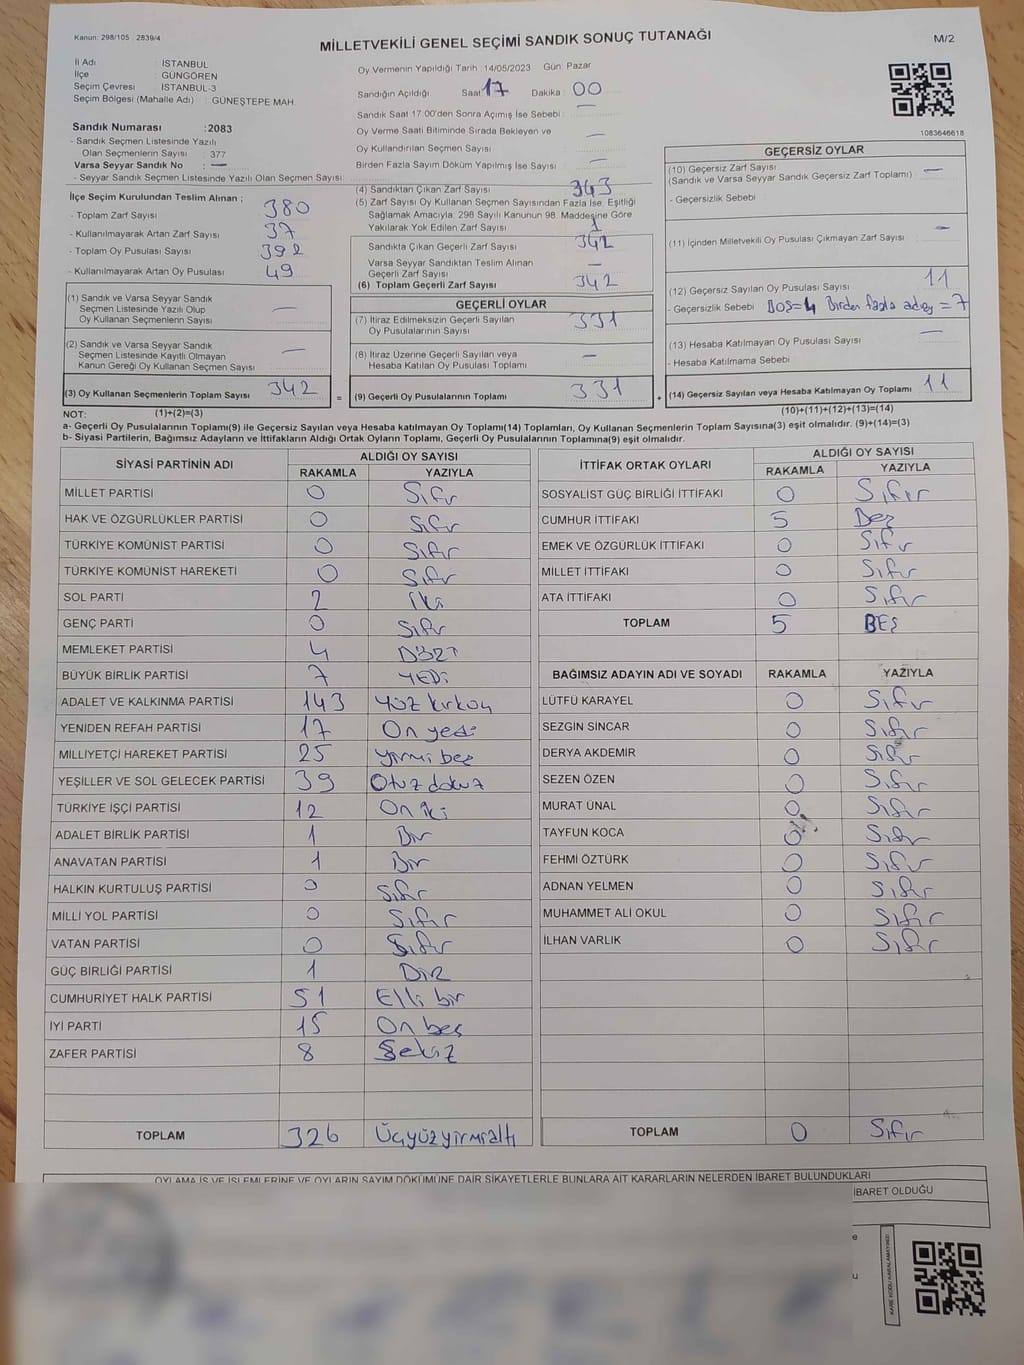 Kanun: 298/105 2839/4
MİLLETVEKİLİ GENEL SEÇİMİ SANDIK SONUÇ TUTANAĞI
M/2
İl Adı : İSTANBUL
İlçe : GÜNGÖREN
Seçim Çevresi : İSTANBUL-3
Seçim Bölgesi (Mahalle Adı) : GÜNEŞTEPE MAH.
Sandık Numarası : 2083
- Sandık Seçmen Listesinde Yazılı
Olan Seçmenlerin Sayısı : 377
Varsa Seyyar Sandık No : —
- Seyyar Sandık Seçmen Listesinde Yazılı Olan Seçmen Sayısı:
Oy Vermenin Yapıldığı Tarih :14/05/2023 Gün: Pazar
Sandığın Açıldığı Saat: 17 Dakika: 00
Sandık Saat 17:00'den Sonra Açımış İse Sebebi : —
Oy Verme Saati Bitiminde Sırada Bekleyen ve
Oy Kullandırılan Seçmen Sayısı —
Birden Fazla Sayım Döküm Yapılmış İse Sayısı : —
1083646618
İlçe Seçim Kurulundan Teslim Alınan ;
- Toplam Zarf Sayısı : 380
- Kullanılmayarak Artan Zarf Sayısı : 37
- Toplam Oy Pusulası Sayısı : 392
- Kullanılmayarak Artan Oy Pusulası : 49
(1) Sandık ve Varsa Seyyar Sandık
Seçmen Listesinde Yazılı Olup
Oy Kullanan Seçmenlerin Sayısı —
(2) Sandık ve Varsa Seyyar Sandık
Seçmen Listesinde Kayıtlı Olmayan
Kanun Gereği Oy Kullanan Seçmen Sayısı —
(3) Oy Kullanan Seçmenlerin Toplam Sayısı 342 =
(4) Sandıktan Çıkan Zarf Sayısı 343
(5) Zarf Sayısı Oy Kullanan Seçmen Sayısından Fazla İse, Eşitliği
Sağlamak Amacıyla, 298 Sayılı Kanunun 98. Maddesine Göre
Yakılarak Yok Edilen Zarf Sayısı 1
Sandıkta Çıkan Geçerli Zarf Sayısı 342
Varsa Seyyar Sandıktan Teslim Alınan
Geçerli Zarf Sayısı —
(6) Toplam Geçerli Zarf Sayısı 342
GEÇERLİ OYLAR
(7) İtiraz Edilmeksizin Geçerli Sayılan
Oy Pusulalarının Sayısı 331
(8) İtiraz Üzerine Geçerli Sayılan veya
Hesaba Katılan Oy Pusulası Toplamı —
(9) Geçerli Oy Pusulalarının Toplamı 331 +
GEÇERSİZ OYLAR
(10) Geçersiz Zarf Sayısı
(Sandık ve Varsa Seyyar Sandık Geçersiz Zarf Toplamı) : —
- Geçersizlik Sebebi :
(11) İçinden Milletvekili Oy Pusulası Çıkmayan Zarf Sayısı : —
(12) Geçersiz Sayılan Oy Pusulası Sayısı 11
- Geçersizlik Sebebi BOŞ=4 Birden fazla aday = 7
(13) Hesaba Katılmayan Oy Pusulası Sayısı —
- Hesaba Katılmama Sebebi
(14) Geçersiz Sayılan veya Hesaba Katılmayan Oy Toplamı 11
NOT: (1)+(2)=(3)
(10)+(11)+(12)+(13)=(14)
a- Geçerli Oy Pusulalarının Toplamı(9) ile Geçersiz Sayılan veya Hesaba Katılmayan Oy Toplamı(14) Toplamları, Oy Kullanan Seçmenlerin Toplam Sayısına(3) eşit olmalıdır. (9)+(14)=(3)
b- Siyasi Partilerin, Bağımsız Adayların ve İttifakların Aldığı Ortak Oyların Toplamı, Geçerli Oy Pusulalarının Toplamına(9) eşit olmalıdır.
SİYASİ PARTİNİN ADI ALDIĞI OY SAYISI
RAKAMLA YAZIYLA
MİLLET PARTİSİ 0 Sıfır
HAK VE ÖZGÜRLÜKLER PARTİSİ 0 Sıfır
TÜRKİYE KOMÜNİST PARTİSİ 0 Sıfır
TÜRKİYE KOMÜNİST HAREKETİ 0 Sıfır
SOL PARTİ 2 İki
GENÇ PARTİ 0 Sıfır
MEMLEKET PARTİSİ 4 DÖRT
BÜYÜK BİRLİK PARTİSİ 7 YEDİ
ADALET VE KALKINMA PARTİSİ 143 Yüz kırküç
YENİDEN REFAH PARTİSİ 17 On yedi
MİLLİYETÇİ HAREKET PARTİSİ 25 yirmi beş
YEŞİLLER VE SOL GELECEK PARTİSİ 39 Otuz dokuz
TÜRKİYE İŞÇİ PARTİSİ 12 On iki
ADALET BİRLİK PARTİSİ 1 Bir
ANAVATAN PARTİSİ 1 Bir
HALKIN KURTULUŞ PARTİSİ 0 Sıfır
MİLLİ YOL PARTİSİ 0 Sıfır
VATAN PARTİSİ 0 Sıfır
GÜÇ BİRLİĞİ PARTİSİ 1 BİR
CUMHURİYET HALK PARTİSİ 51 Elli bir
İYİ PARTİ 15 On beş
ZAFER PARTİSİ 8 Sekiz
TOPLAM 326 Üçyüzyirmialtı
İTTİFAK ORTAK OYLARI ALDIĞI OY SAYISI
RAKAMLA YAZIYLA
SOSYALİST GÜÇ BİRLİĞİ İTTİFAKI 0 Sıfır
CUMHUR İTTİFAKI 5 Beş
EMEK VE ÖZGÜRLÜK İTTİFAKI 0 Sıfır
MİLLET İTTİFAKI 0 Sıfır
ATA İTTİFAKI 0 Sıfır
TOPLAM 5 BEŞ
BAĞIMSIZ ADAYIN ADI VE SOYADI RAKAMLA YAZIYLA
LÜTFÜ KARAYEL 0 Sıfır
SEZGİN SİNCAR 0 Sıfır
DERYA AKDEMİR 0 Sıfır
SEZEN ÖZEN 0 Sıfır
MURAT ÜNAL 0 Sıfır
TAYFUN KOCA 0 Sıfır
FEHMİ ÖZTÜRK 0 Sıfır
ADNAN YELMEN 0 Sıfır
MUHAMMET ALİ OKUL 0 Sıfır
İLHAN VARLIK 0 Sıfır
TOPLAM 0 Sıfır
OYLAMA İŞ VE İŞLEMLERİNE VE OYLARIN SAYIM DÖKÜMÜNE DAİR ŞİKAYETLERLE BUNLARA AİT KARARLARIN NELERDEN İBARET BULUNDUKLARI
İBARET OLDUĞU
KARE KODU KARALAMAYINIZ.